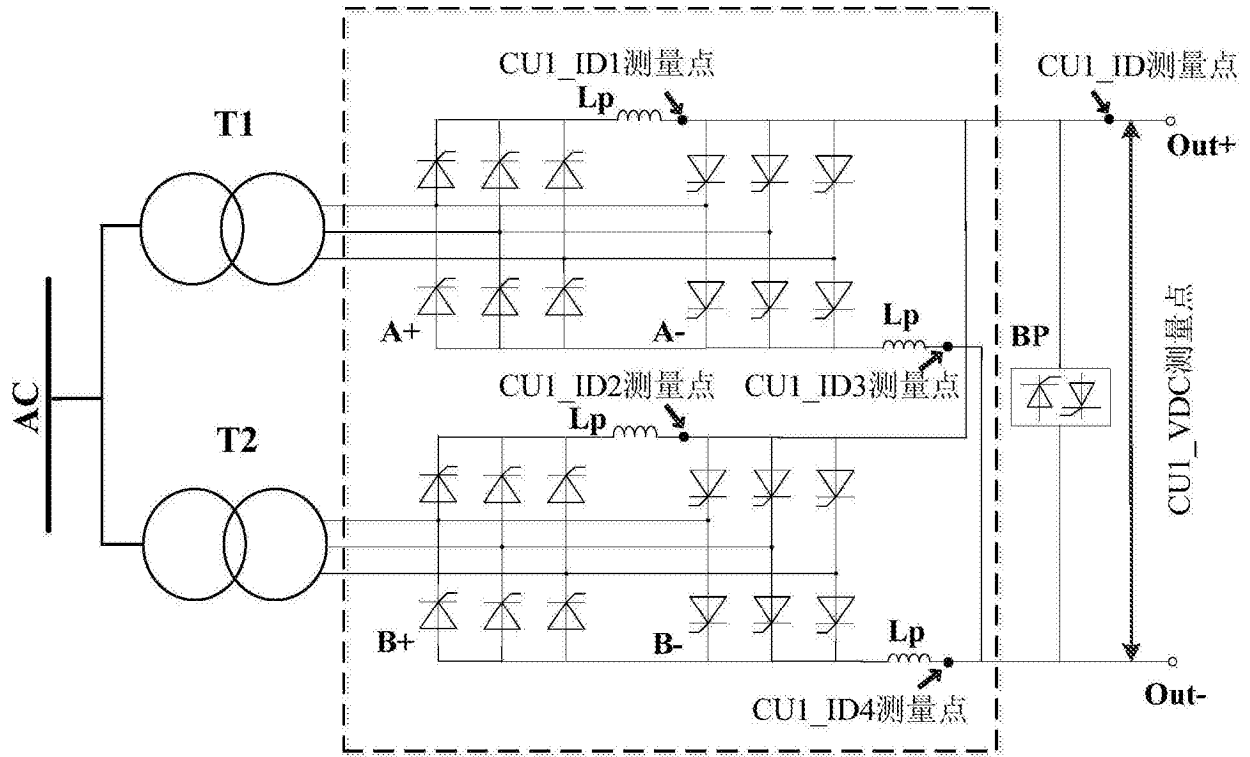 CU1_ID1测量点
CU1_ID测量点
Lp
T1
Out+
A+
A-
Lp
BP
CU1_ID2测量点
CU1_ID3测量点
CU1_VDC测量点
AC
Lp
T2
B+
B-
Lp
Out-
CU1_ID4测量点